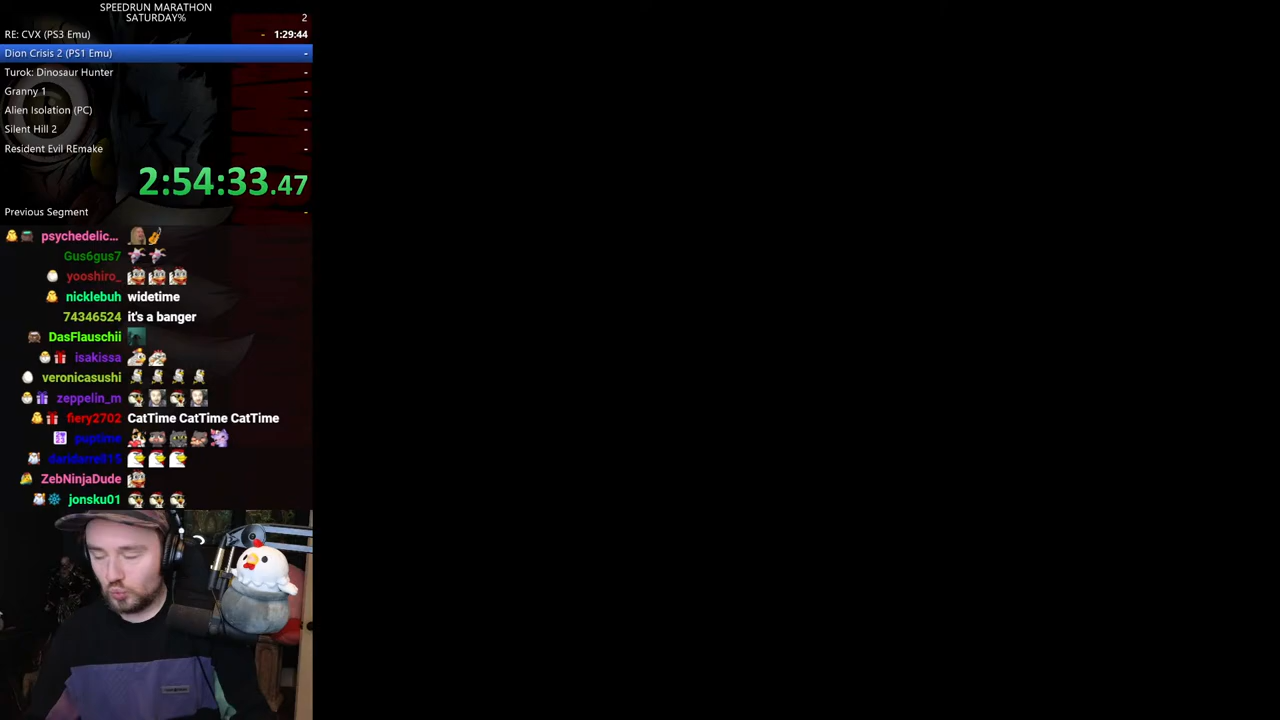 SPEEDRUN MARATHON
SATURDAY%
2
RE: CVX (PS3 Emu) - 1:29:44
Dion Crisis 2 (PS1 Emu) -
Turok: Dinosaur Hunter -
Granny 1 -
Alien Isolation (PC) -
Silent Hill 2 -
Resident Evil REmake -
2:54:33.47
Previous Segment -
psychedelic...
Gus6gus7
yooshiro_
nicklebuh widetime
74346524 it's a banger
DasFlauschii
isakissa
veronicasushi
zeppelin_m
fiery2702 CatTime CatTime CatTime
puptime
daridarrell15
ZebNinjaDude
jonsku01